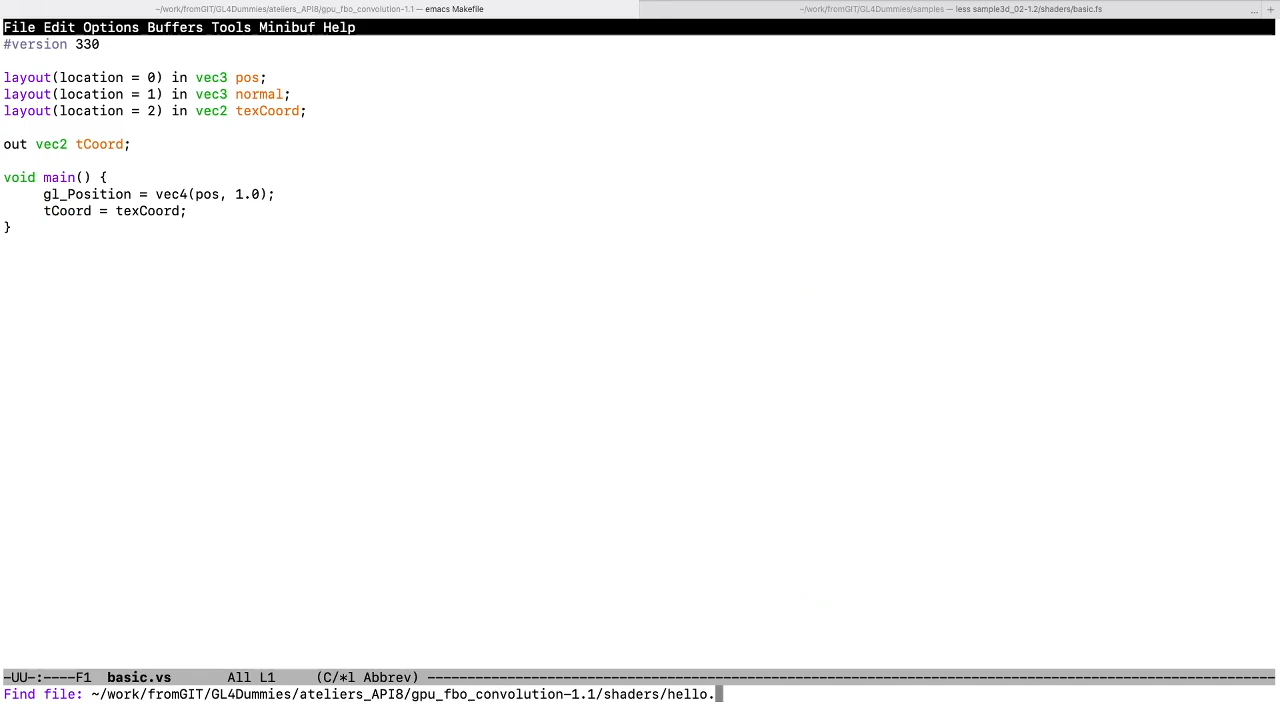 ~/work/fromGIT/GL4Dummies/ateliers_API8/gpu_fbo_convolution-1.1 — emacs Makefile
~/work/fromGIT/GL4Dummies/samples — less sample3d_02-1.2/shaders/basic.fs
... +
File Edit Options Buffers Tools Minibuf Help
#version 330
layout(location = 0) in vec3 pos;
layout(location = 1) in vec3 normal;
layout(location = 2) in vec2 texCoord;
out vec2 tCoord;
void main() {
gl_Position = vec4(pos, 1.0);
tCoord = texCoord;
}
-UU-:----F1 basic.vs All L1 (C/*l Abbrev) --------------------------------------------------------------------------------
Find file: ~/work/fromGIT/GL4Dummies/ateliers_API8/gpu_fbo_convolution-1.1/shaders/hello.